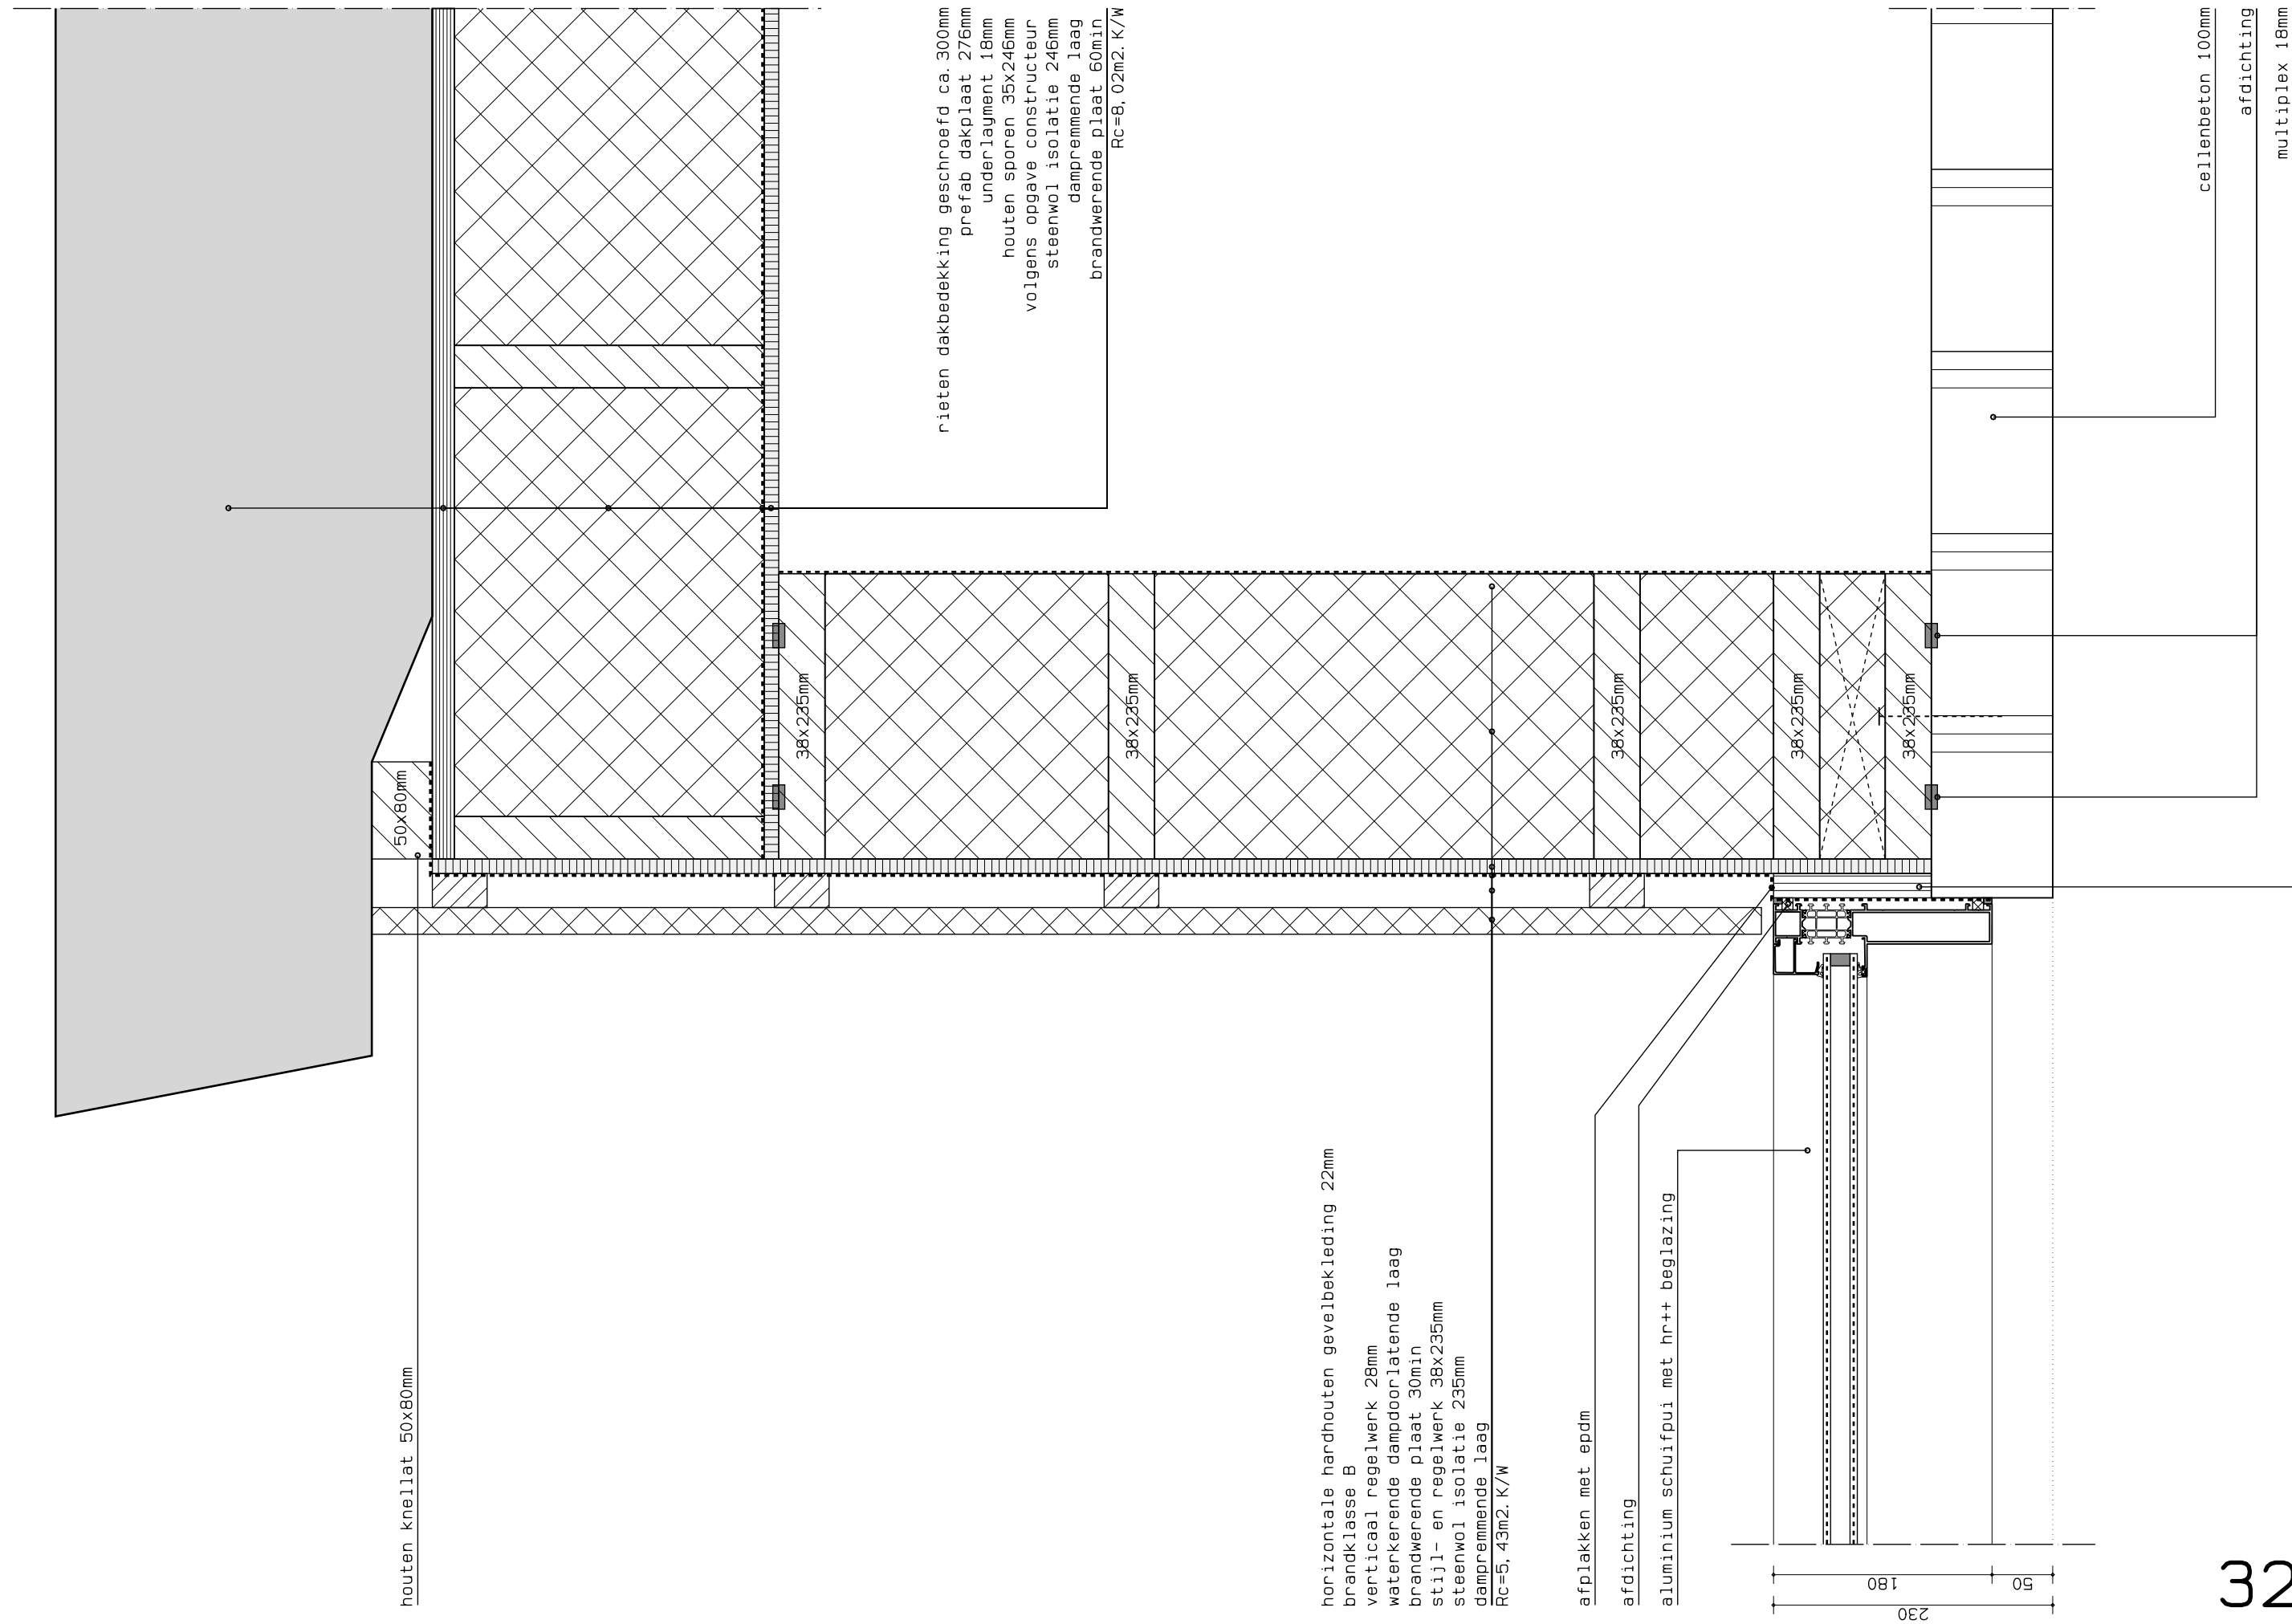 rieten dakbedekking geschroefd ca. 300mm
prefab dakplaat 276mm
underlayment 18mm
houten sporen 35x246mm
volgens opgave constructeur
steenwol isolatie 246mm
dampremmende laag
brandwerende plaat 60min
Rc=8,02m2.K/W
cellenbeton 100mm
afdichting
multiplex 18mm
50x80mm
38x235mm
38x235mm
38x235mm
38x235mm
38x235mm
houten knellat 50x80mm
horizontale hardhouten gevelbekleding 22mm
brandklasse B
verticaal regelwerk 28mm
waterkerende dampdoorlatende laag
brandwerende plaat 30min
stijl- en regelwerk 38x235mm
steenwol isolatie 235mm
dampremmende laag
Rc=5,43m2.K/W
afplakken met epdm
afdichting
aluminium schuifpui met hr++ beglazing
180
50
230
32